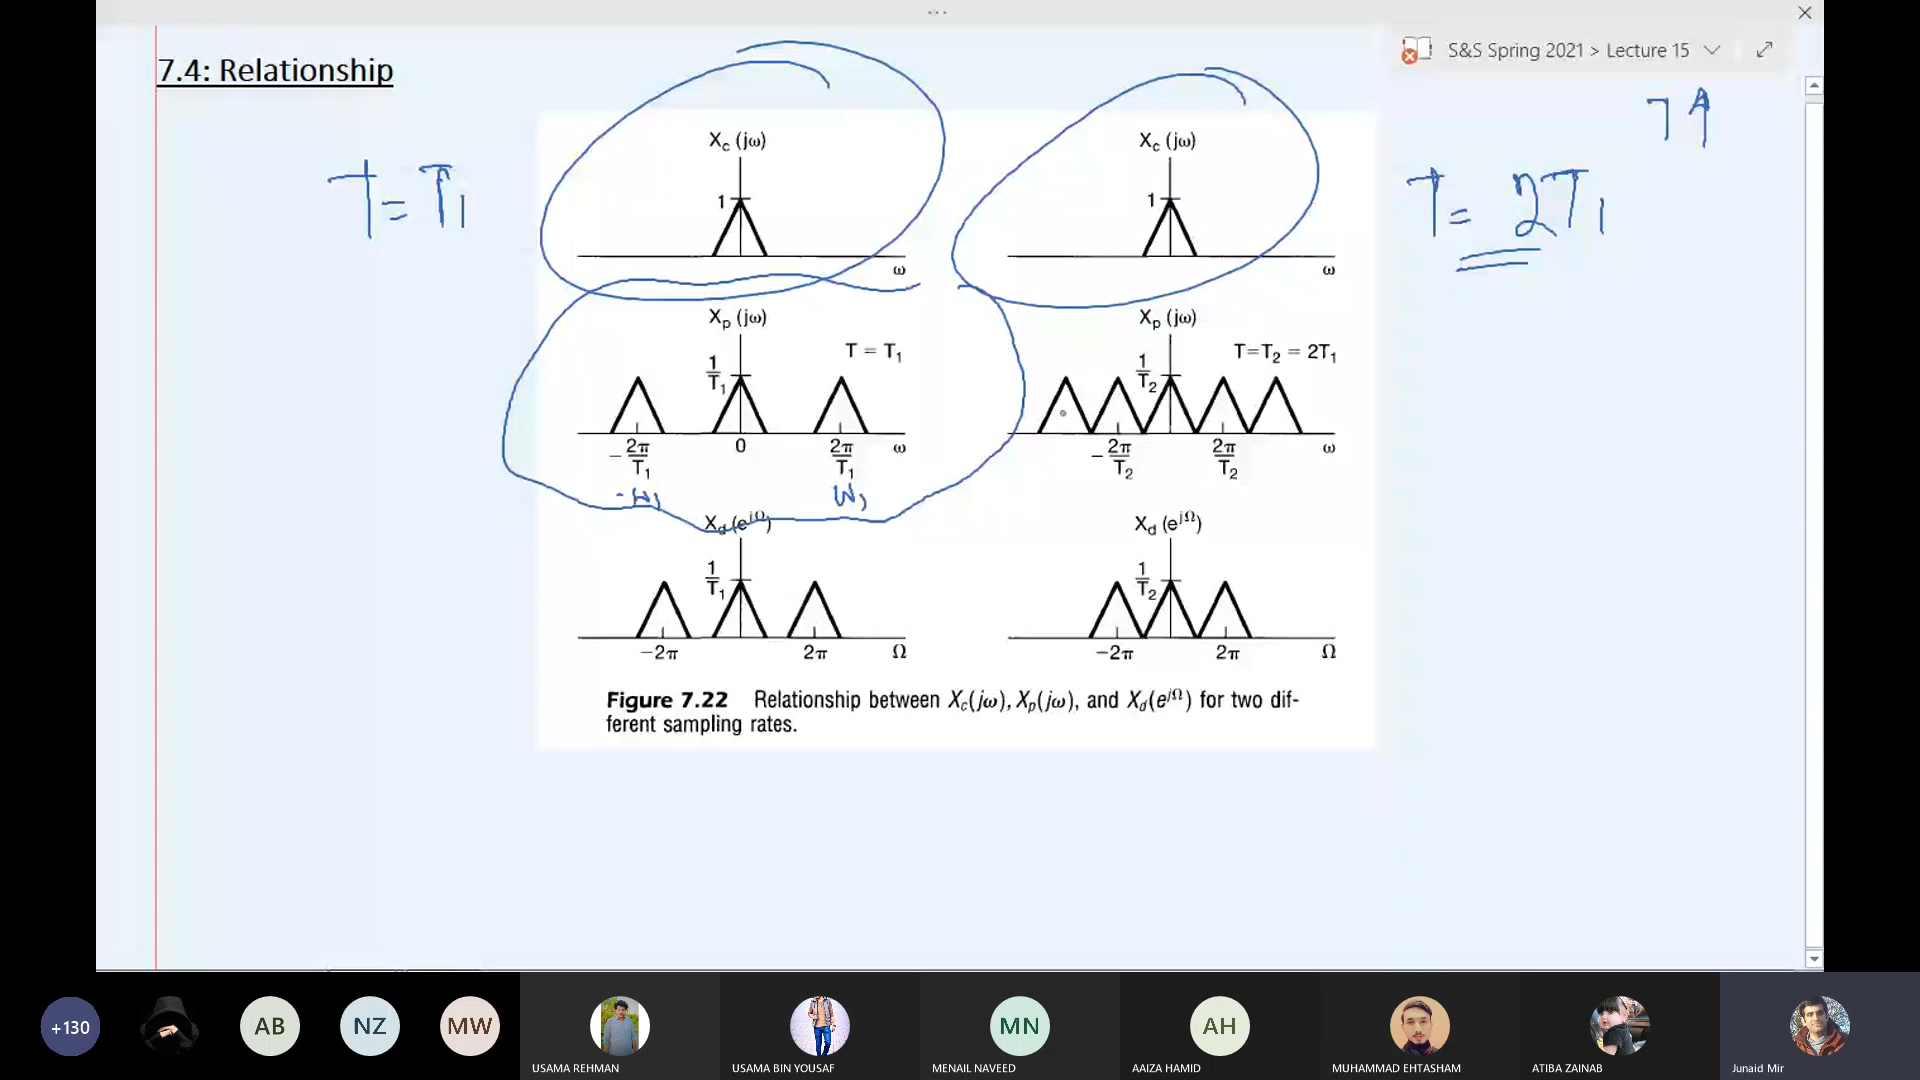 S&S Spring 2021 > Lecture 15
7.4: Relationship
T = T1
T = 2T1
Xc (jω)
1
ω
Xc (jω)
1
ω
Xp (jω)
T = T1
1/T1
−2π/T1
0
2π/T1
ω
-W1
W1
Xp (jω)
T=T2 = 2T1
1/T2
−2π/T2
2π/T2
ω
Xd (e^jΩ)
1/T1
−2π
2π
Ω
Xd (e^jΩ)
1/T2
−2π
2π
Ω
Figure 7.22 Relationship between Xc(jω), Xp(jω), and Xd(e^jΩ) for two dif-
ferent sampling rates.
+130
AB
NZ
MW
MN
AH
USAMA REHMAN
USAMA BIN YOUSAF
MENAIL NAVEED
AAIZA HAMID
MUHAMMAD EHTASHAM
ATIBA ZAINAB
Junaid Mir